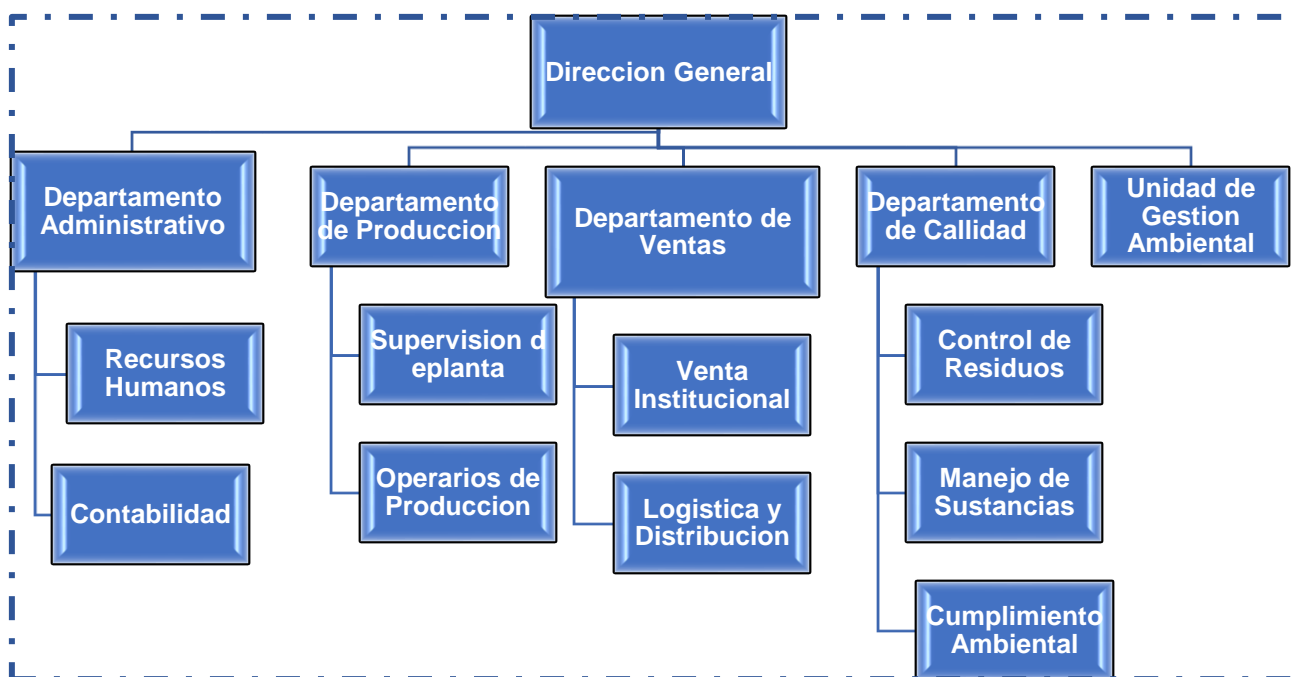 Direccion General
Departamento
Administrativo
Departamento
de Produccion
Departamento de
Ventas
Departamento
de Callidad
Unidad de
Gestion
Ambiental
Recursos
Humanos
Contabilidad
Supervision d
eplanta
Operarios de
Produccion
Venta
Institucional
Logistica y
Distribucion
Control de
Residuos
Manejo de
Sustancias
Cumplimiento
Ambiental